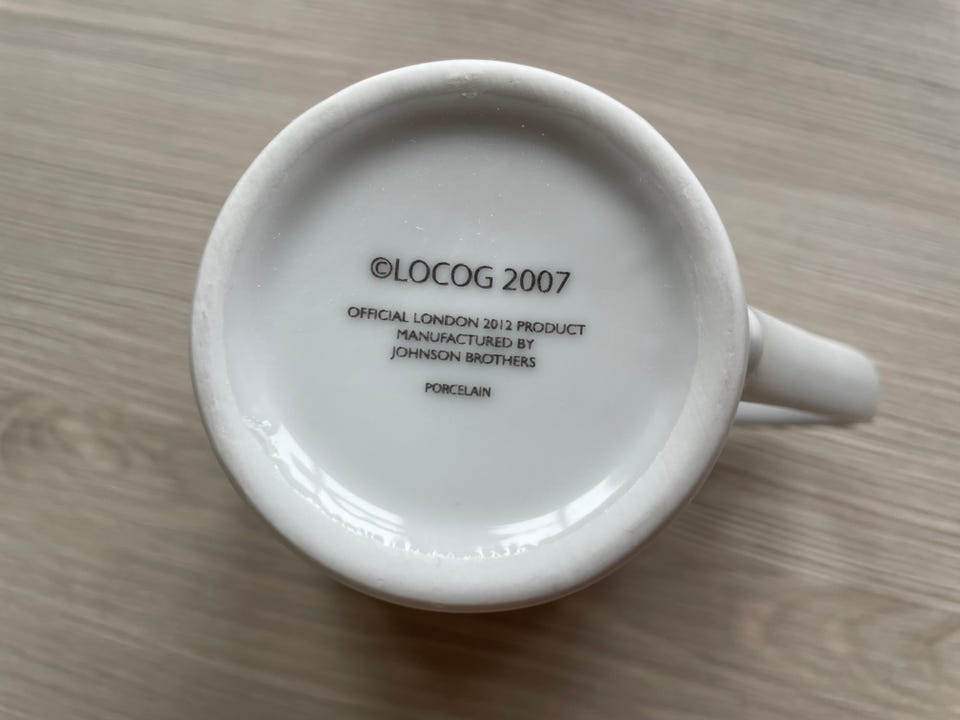 ©LOCOG 2007
OFFICIAL LONDON 2012 PRODUCT
MANUFACTURED BY
JOHNSON BROTHERS
PORCELAIN